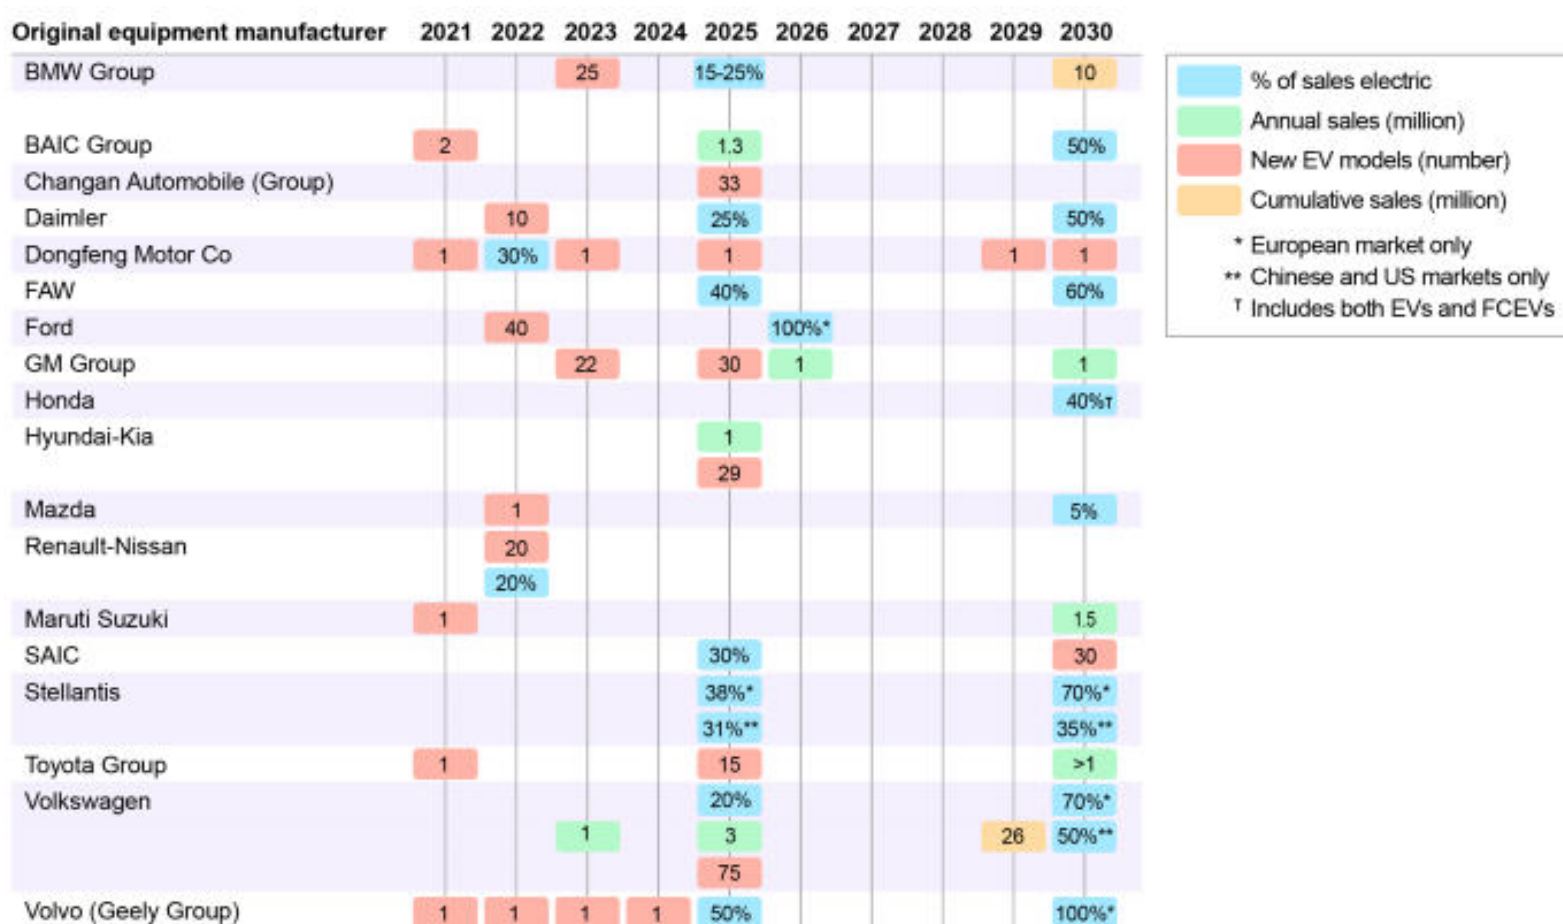 Original equipment manufacturer 2021 2022 2023 2024 2025 2026 2027 2028 2029 2030
BMW Group 25 15-25% 10
BAIC Group 2 1.3 50%
Changan Automobile (Group) 33
Daimler 10 25% 50%
Dongfeng Motor Co 1 30% 1 1 1 1
FAW 40% 60%
Ford 40 100%*
GM Group 22 30 1 1
Honda 40%т
Hyundai-Kia 1
29
Mazda 1 5%
Renault-Nissan 20
20%
Maruti Suzuki 1 1.5
SAIC 30% 30
Stellantis 38%* 70%*
31%** 35%**
Toyota Group 1 15 >1
Volkswagen 20% 70%*
1 3 26 50%**
75
Volvo (Geely Group) 1 1 1 1 50% 100%*
% of sales electric
Annual sales (million)
New EV models (number)
Cumulative sales (million)
* European market only
** Chinese and US markets only
т Includes both EVs and FCEVs